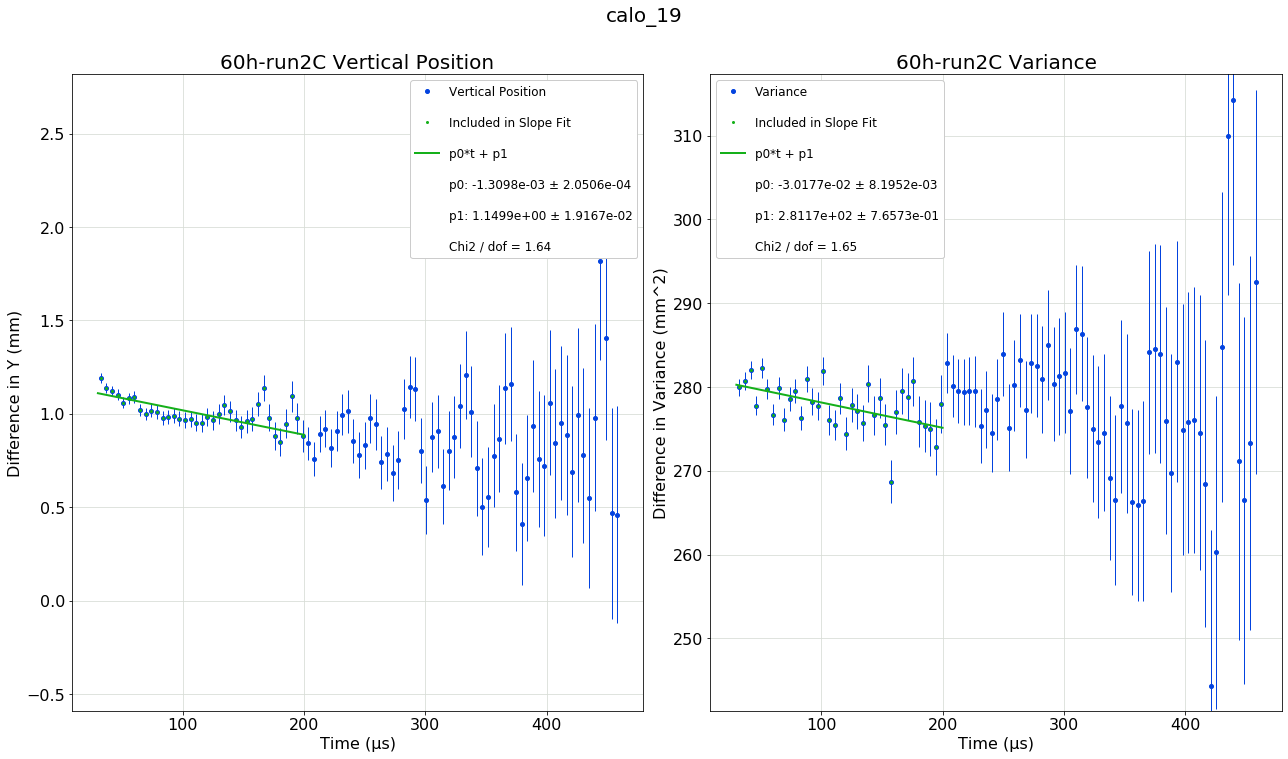 calo_19
60h-run2C Vertical Position
Difference in Y (mm)
2.5
2.0
1.5
1.0
0.5
0.0
−0.5
Vertical Position
Included in Slope Fit
p0*t + p1
p0: -1.3098e-03 ± 2.0506e-04
p1: 1.1499e+00 ± 1.9167e-02
Chi2 / dof = 1.64
100 200 300 400
Time (µs)
60h-run2C Variance
Difference in Variance (mm^2)
310
300
290
280
270
260
250
Variance
Included in Slope Fit
p0*t + p1
p0: -3.0177e-02 ± 8.1952e-03
p1: 2.8117e+02 ± 7.6573e-01
Chi2 / dof = 1.65
100 200 300 400
Time (µs)